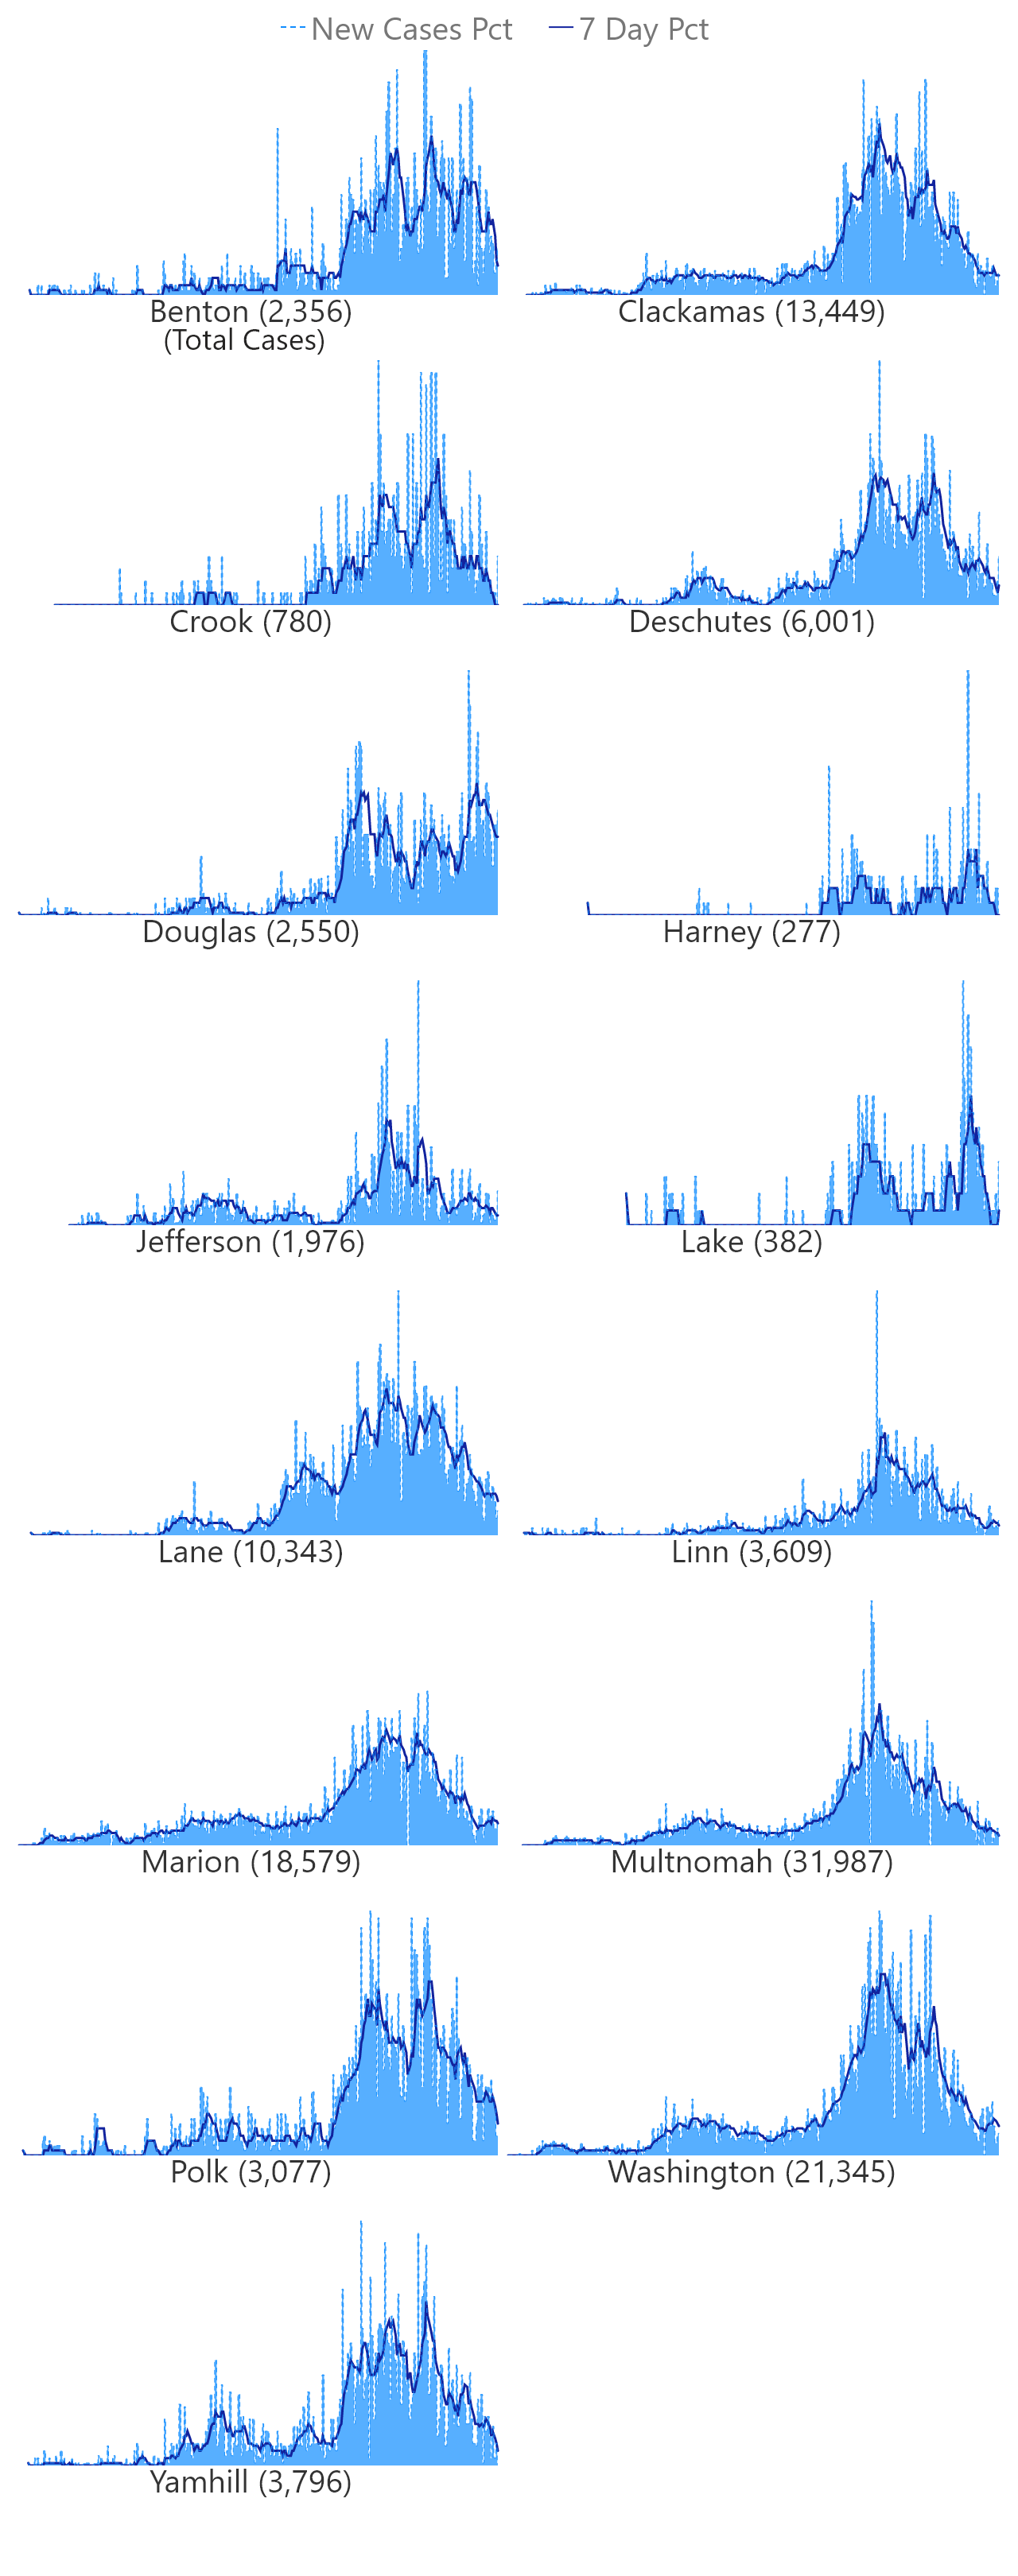 New Cases Pct 7 Day Pct
Benton (2,356) Clackamas (13,449)
(Total Cases)
Crook (780) Deschutes (6,001)
Douglas (2,550) Harney (277)
Jefferson (1,976) Lake (382)
Lane (10,343) Linn (3,609)
Marion (18,579) Multnomah (31,987)
Polk (3,077) Washington (21,345)
Yamhill (3,796)